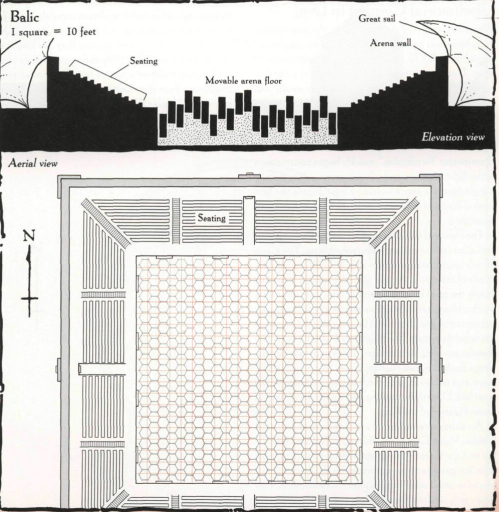 Balic
1 square = 10 feet
Great sail
Arena wall
Seating
Movable arena floor
Elevation view
Aerial view
Seating
N